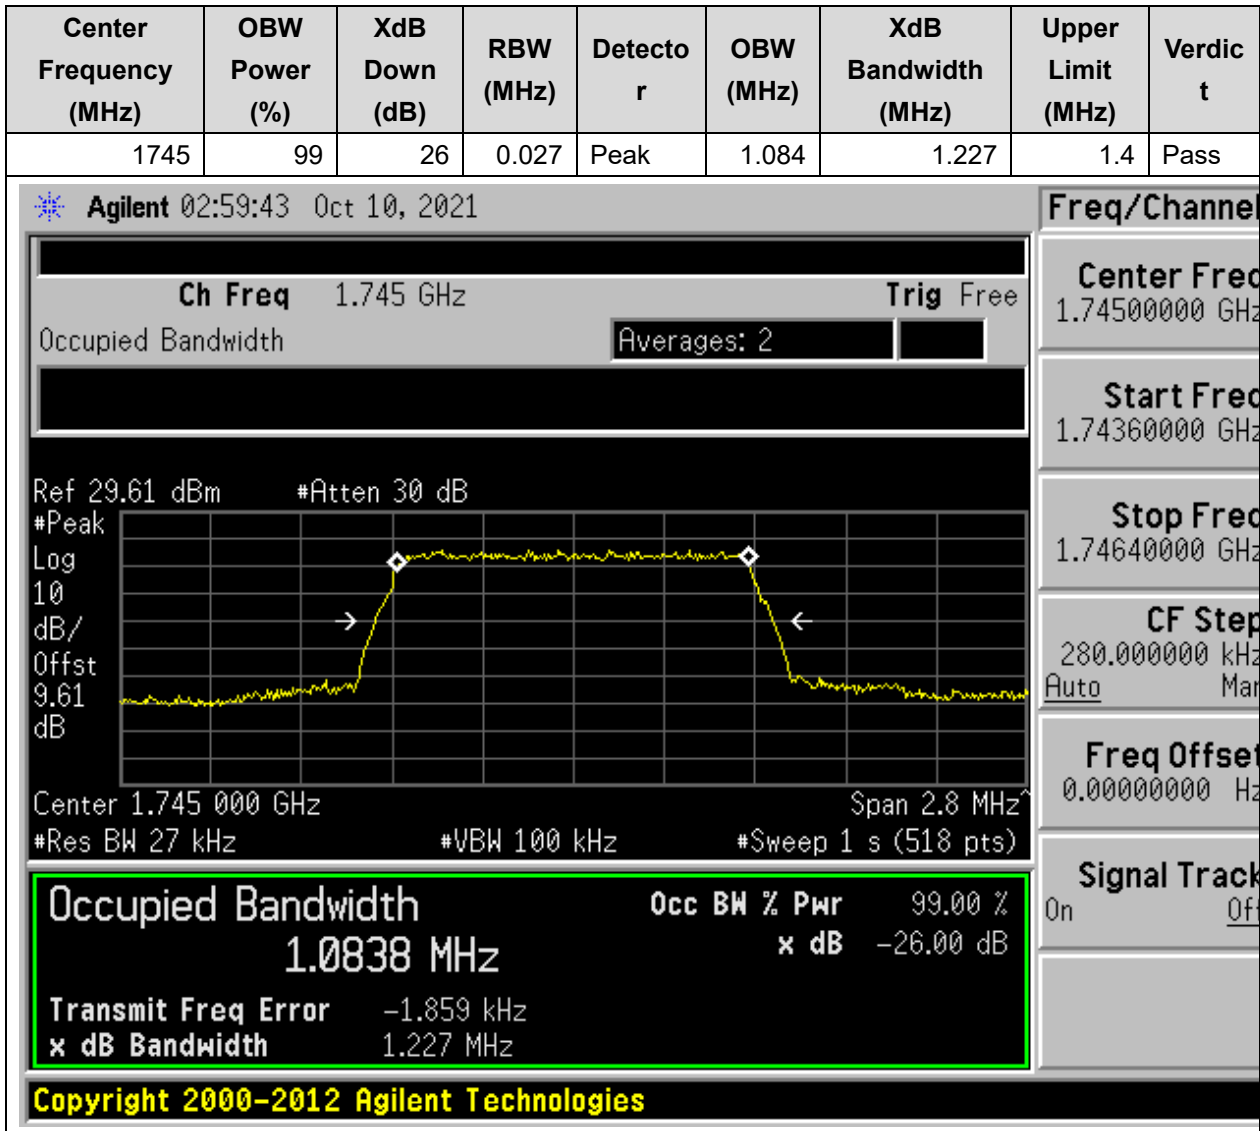 Center Frequency (MHz) OBW Power (%) XdB Down (dB) RBW (MHz) Detecto r OBW (MHz) XdB Bandwidth (MHz) Upper Limit (MHz) Verdic t
1745 99 26 0.027 Peak 1.084 1.227 1.4 Pass
Agilent 02:59:43 Oct 10, 2021
Freq/Channel
Ch Freq 1.745 GHz Trig Free
Occupied Bandwidth Averages: 2
Center Freq
1.74500000 GHz
Start Freq
1.74360000 GHz
Stop Freq
1.74640000 GHz
CF Step
280.000000 kHz
Auto Man
Freq Offset
0.00000000 Hz
Signal Track
On Off
Ref 29.61 dBm #Atten 30 dB
#Peak
Log
10
dB/
Offst
9.61
dB
Center 1.745 000 GHz Span 2.8 MHz^
#Res BW 27 kHz #VBW 100 kHz #Sweep 1 s (518 pts)
Occupied Bandwidth
1.0838 MHz
Occ BW % Pwr 99.00 %
x dB -26.00 dB
Transmit Freq Error -1.859 kHz
x dB Bandwidth 1.227 MHz
Copyright 2000-2012 Agilent Technologies